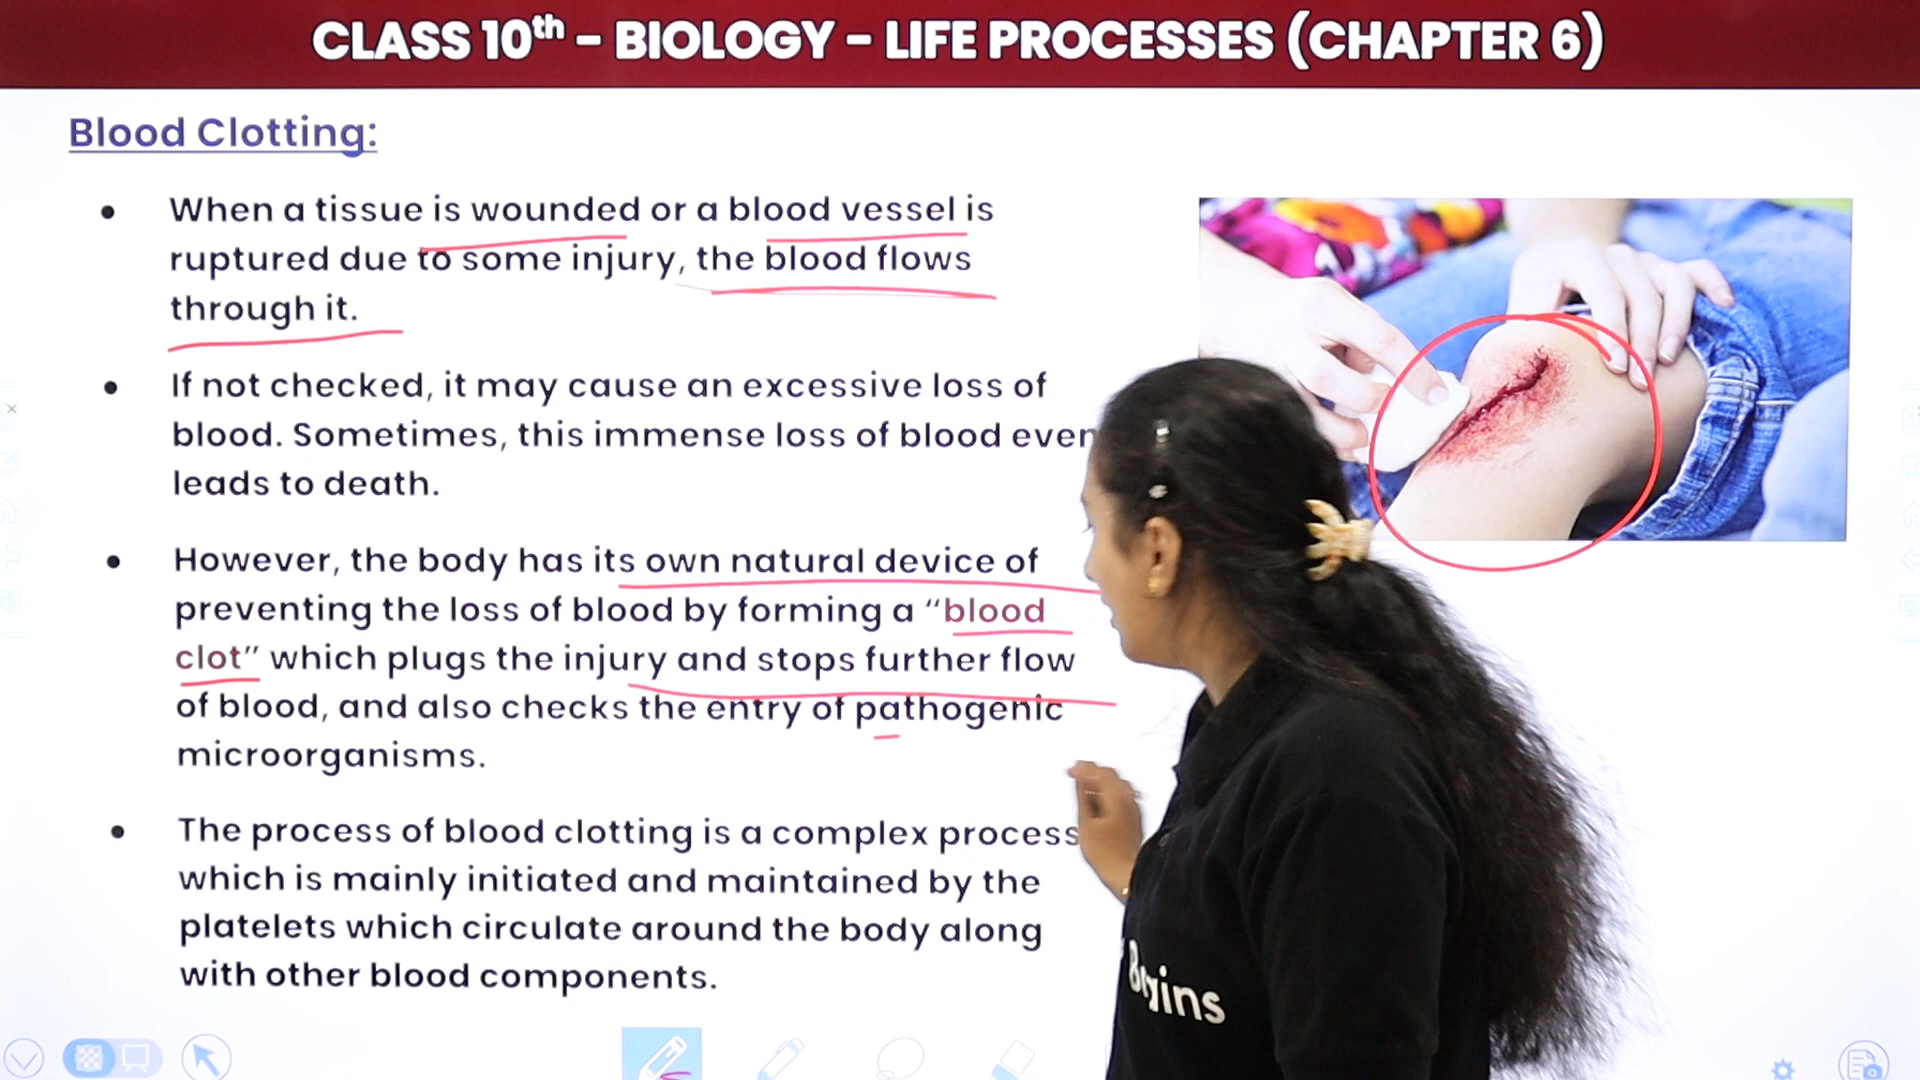 CLASS 10th - BIOLOGY - LIFE PROCESSES (CHAPTER 6)
Blood Clotting:
• When a tissue is wounded or a blood vessel is
ruptured due to some injury, the blood flows
through it.
• If not checked, it may cause an excessive loss of
blood. Sometimes, this immense loss of blood even
leads to death.
• However, the body has its own natural device of
preventing the loss of blood by forming a “blood
clot” which plugs the injury and stops further flow
of blood, and also checks the entry of pathogenic
microorganisms.
• The process of blood clotting is a complex process
which is mainly initiated and maintained by the
platelets which circulate around the body along
with other blood components.
Brains